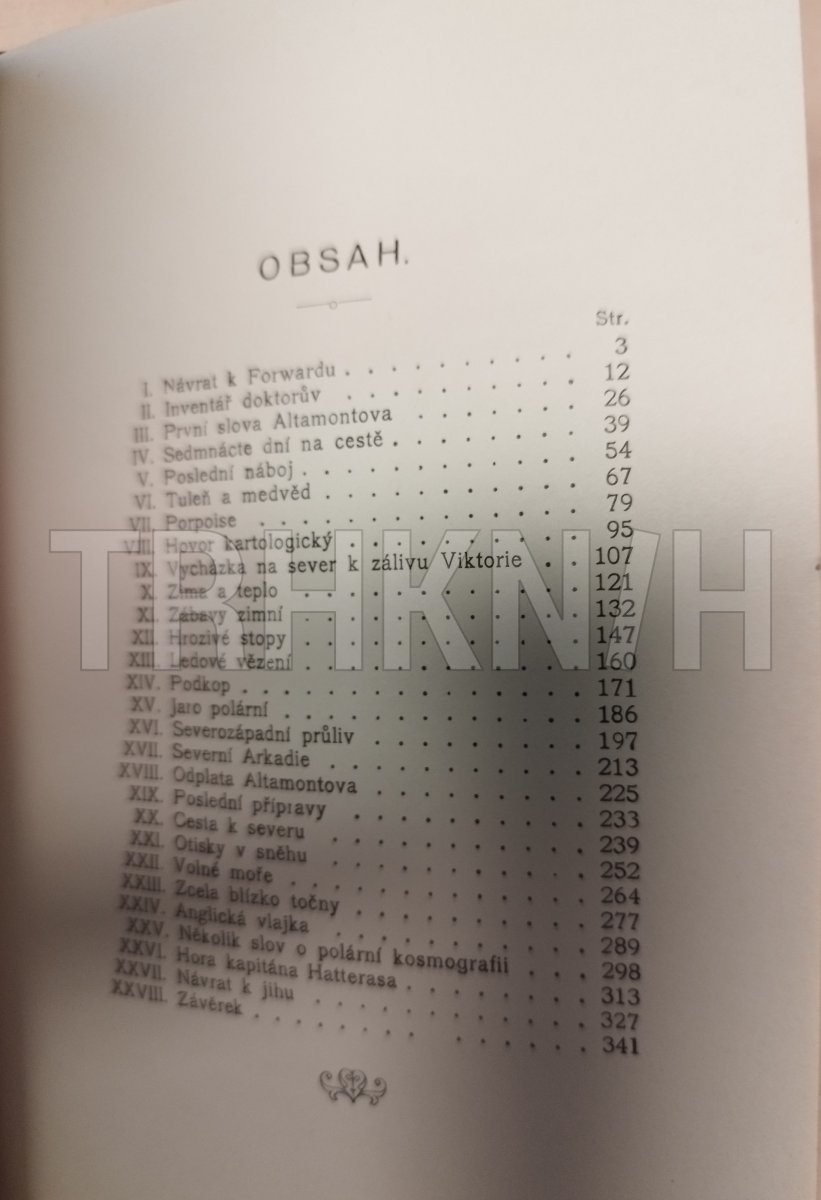 OBSAH.
Str.
I. Návrat k Forwardu . . . . . . . . . . 3
II. Inventář doktorův . . . . . . . . . . 12
III. První slova Altamontova . . . . . . . 26
IV. Sedmnácte dní na cestě . . . . . . . . 39
V. Poslední náboj . . . . . . . . . . . . 54
VI. Tuleň a medvěd . . . . . . . . . . . 67
VII. Porpoise . . . . . . . . . . . . . . 79
VIII. Hovor kartologický . . . . . . . . . . 95
IX. Vycházka na sever k zálivu Viktorie . . 107
X. Zima a teplo . . . . . . . . . . . . 121
XI. Zábavy zimní . . . . . . . . . . . . 132
XII. Hrozivé stopy . . . . . . . . . . . . 147
XIII. Ledové vězení . . . . . . . . . . . . 160
XIV. Podkop . . . . . . . . . . . . . . . 171
XV. Jaro polární . . . . . . . . . . . . . 186
XVI. Severozápadní průliv . . . . . . . . . 197
XVII. Severní Arkadie . . . . . . . . . . . 213
XVIII. Odplata Altamontova . . . . . . . . . 225
XIX. Poslední přípravy . . . . . . . . . . 233
XX. Cesta k severu . . . . . . . . . . . 239
XXI. Otisky v sněhu . . . . . . . . . . . 252
XXII. Volné moře . . . . . . . . . . . . . 264
XXIII. Zcela blízko točny . . . . . . . . . . 277
XXIV. Anglická vlajka . . . . . . . . . . . 289
XXV. Několik slov o polární kosmografii . . . 298
XXVI. Hora kapitána Hatterasa . . . . . . . . 313
XXVII. Návrat k jihu . . . . . . . . . . . . 327
XXVIII. Závěrek . . . . . . . . . . . . . 341
TRHKNIH